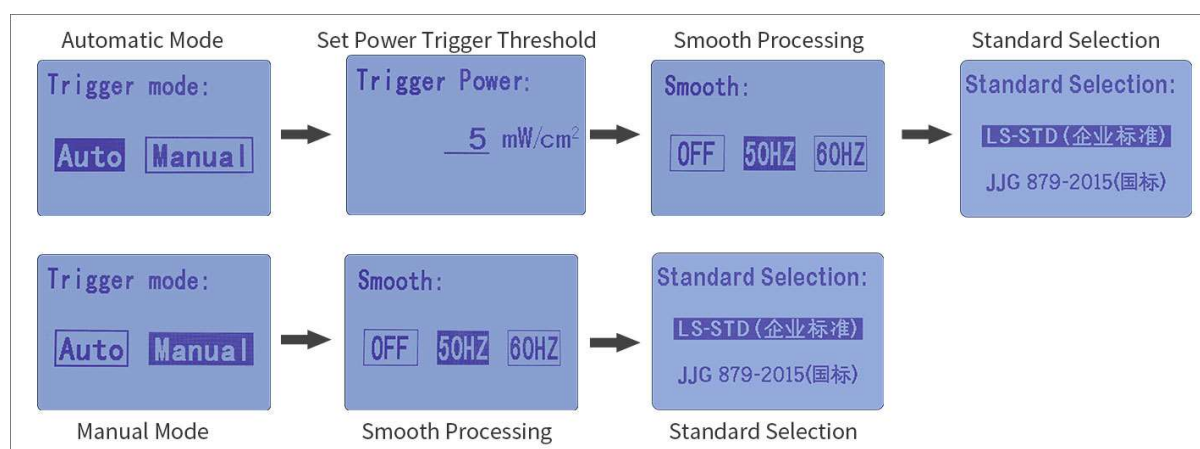 Automatic Mode
Set Power Trigger Threshold
Smooth Processing
Standard Selection
Trigger mode:
Auto Manual
Trigger Power:
5 mW/cm²
Smooth:
OFF 50HZ 60HZ
Standard Selection:
LS-STD(企业标准)
JJG 879-2015(国标)
Trigger mode:
Auto Manual
Smooth:
OFF 50HZ 60HZ
Standard Selection:
LS-STD(企业标准)
JJG 879-2015(国标)
Manual Mode
Smooth Processing
Standard Selection